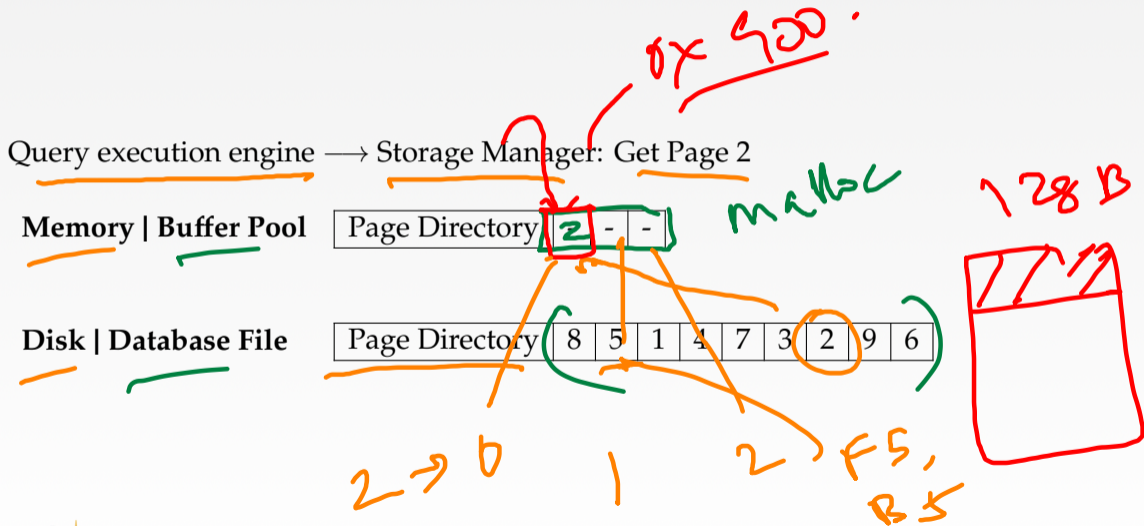 0x 400.
Query execution engine → Storage Manager: Get Page 2
malloc
128 B
Memory | Buffer Pool Page Directory 2 - -
Disk | Database File Page Directory 8 5 1 4 7 3 2 9 6
2 → 0 1 2 F5,
B5